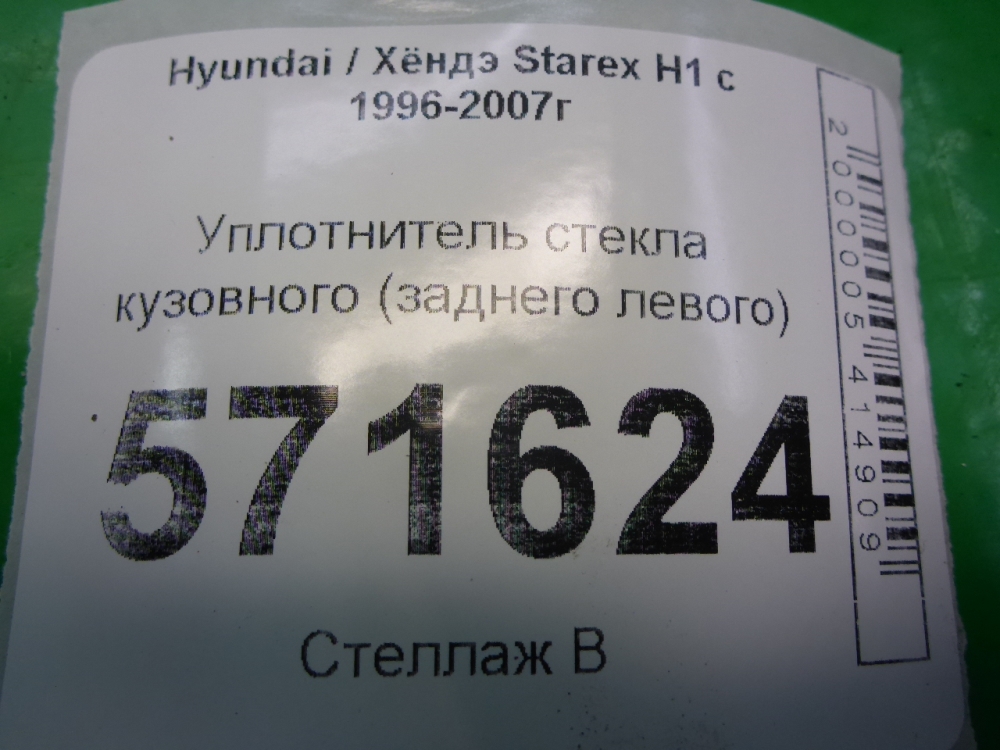 Hyundai / Хёндэ Starex H1 с
1996-2007г
Уплотнитель стекла
кузовного (заднего левого)
571624
Стеллаж В
2000005414909